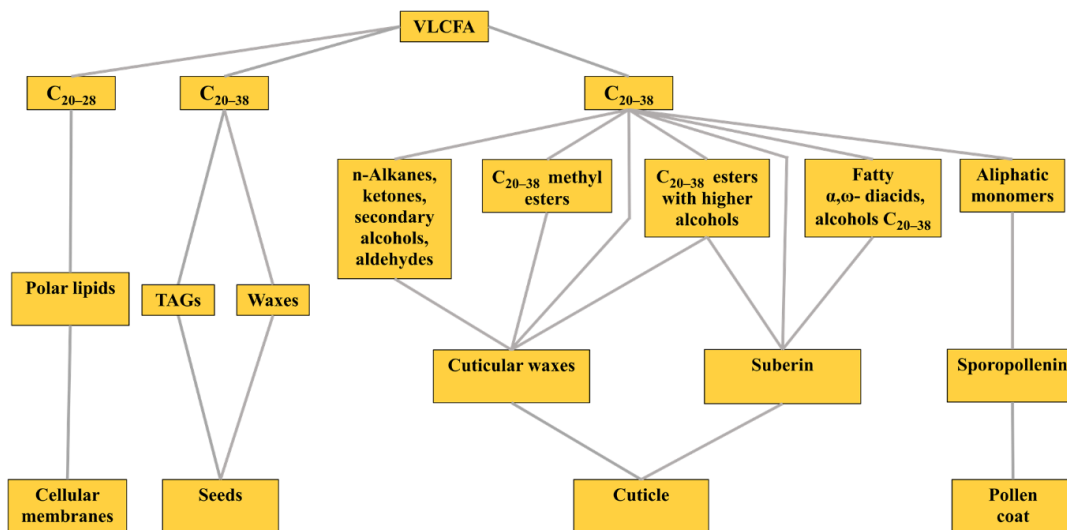 VLCFA
C₂₀₋₂₈
C₂₀₋₃₈
C₂₀₋₃₈
n-Alkanes,
ketones,
secondary
alcohols,
aldehydes
C₂₀₋₃₈ methyl
esters
C₂₀₋₃₈ esters
with higher
alcohols
Fatty
α,ω- diacids,
alcohols C₂₀₋₃₈
Aliphatic
monomers
Polar lipids
TAGs
Waxes
Cuticular waxes
Suberin
Sporopollenin
Cellular
membranes
Seeds
Cuticle
Pollen
coat